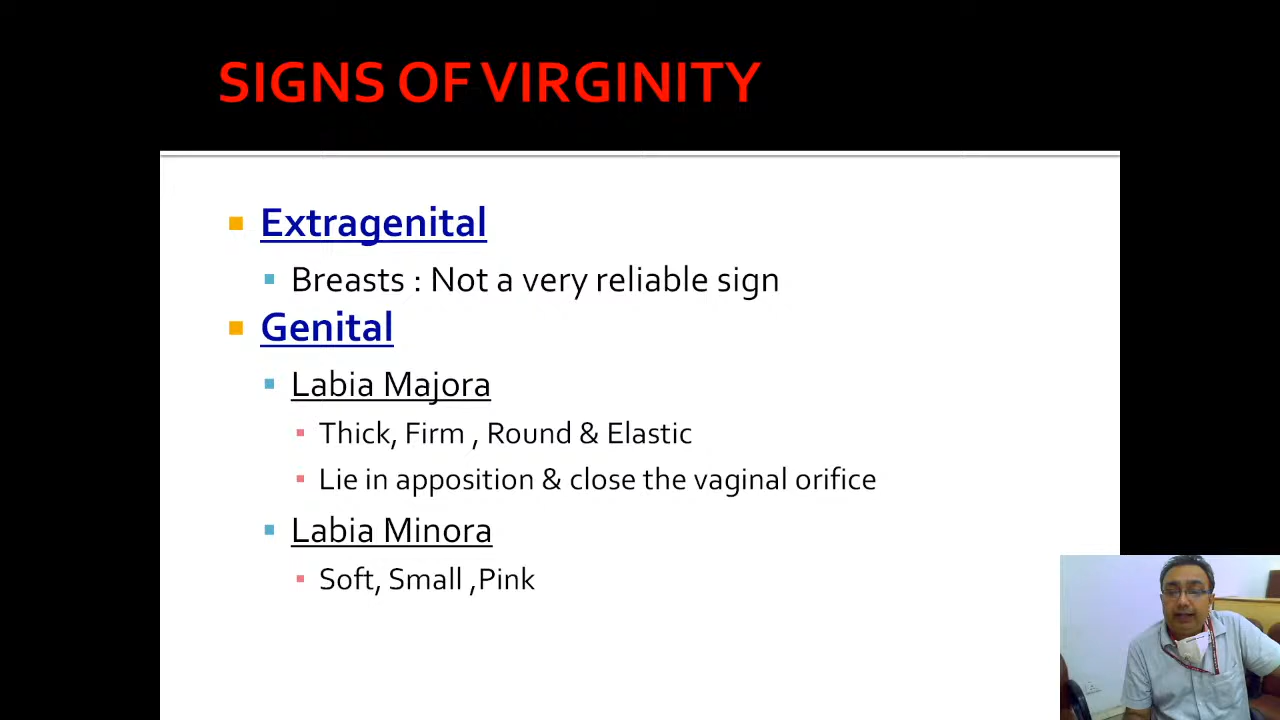 SIGNS OF VIRGINITY
Extragenital
Breasts : Not a very reliable sign
Genital
Labia Majora
Thick, Firm , Round & Elastic
Lie in apposition & close the vaginal orifice
Labia Minora
Soft, Small ,Pink